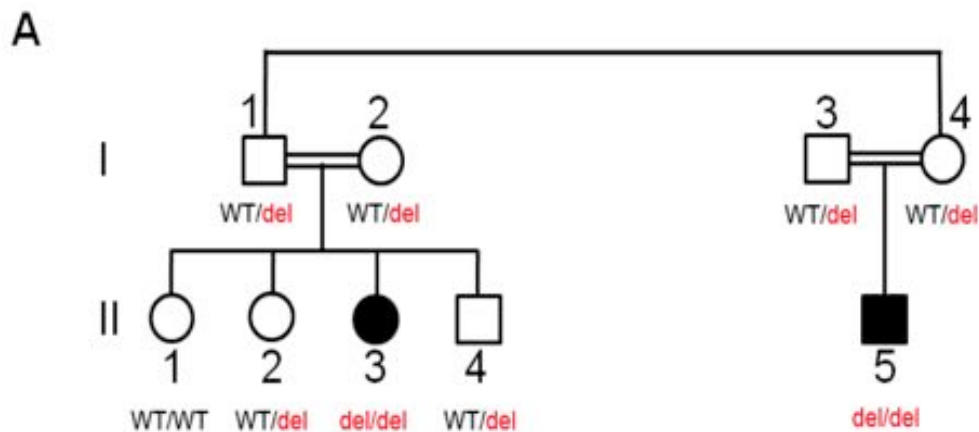 A
1 2 3 4
I
WT/del WT/del WT/del WT/del
II
1 2 3 4 5
WT/WT WT/del del/del WT/del del/del